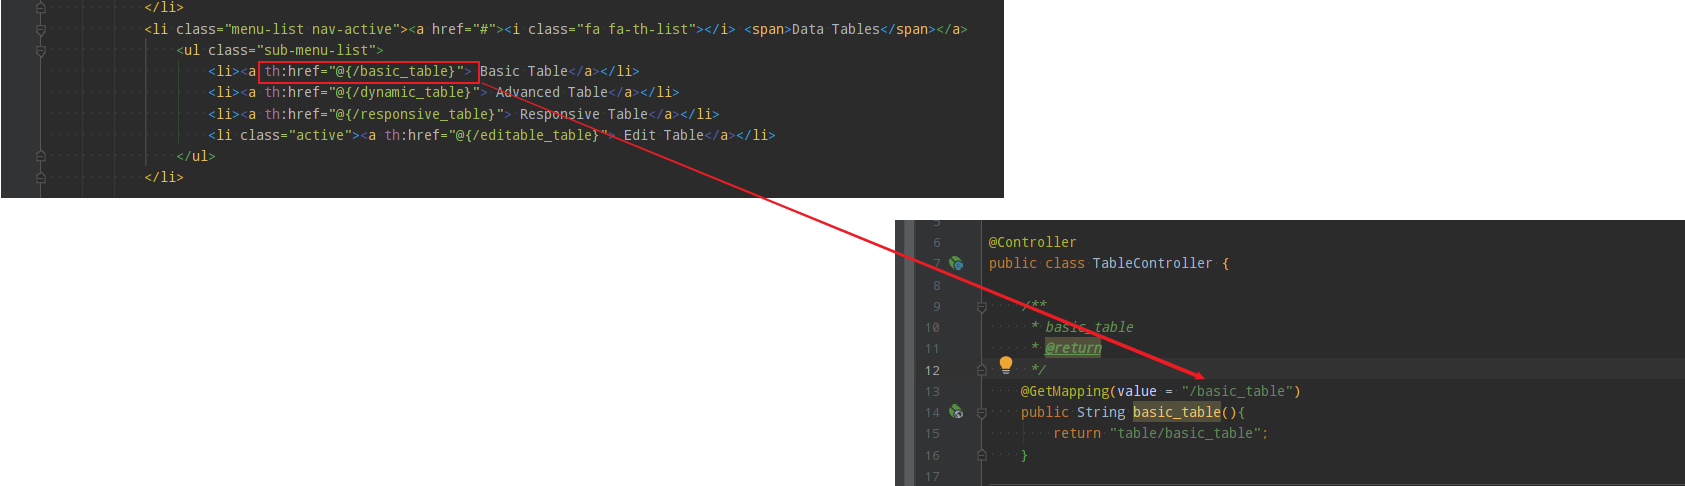 </li>
<li class="menu-list nav-active"><a href="#"><i class="fa fa-th-list"></i> <span>Data Tables</span></a>
<ul class="sub-menu-list">
<li><a th:href="@{/basic_table}"> Basic Table</a></li>
<li><a th:href="@{/dynamic_table}"> Advanced Table</a></li>
<li><a th:href="@{/responsive_table}"> Responsive Table</a></li>
<li class="active"><a th:href="@{/editable_table}"> Edit Table</a></li>
</ul>
</li>
5
6 @Controller
7 public class TableController {
8
9 /**
10 * basic_table
11 * @return
12 */
13 @GetMapping(value = "/basic_table")
14 public String basic_table(){
15 return "table/basic_table";
16 }
17